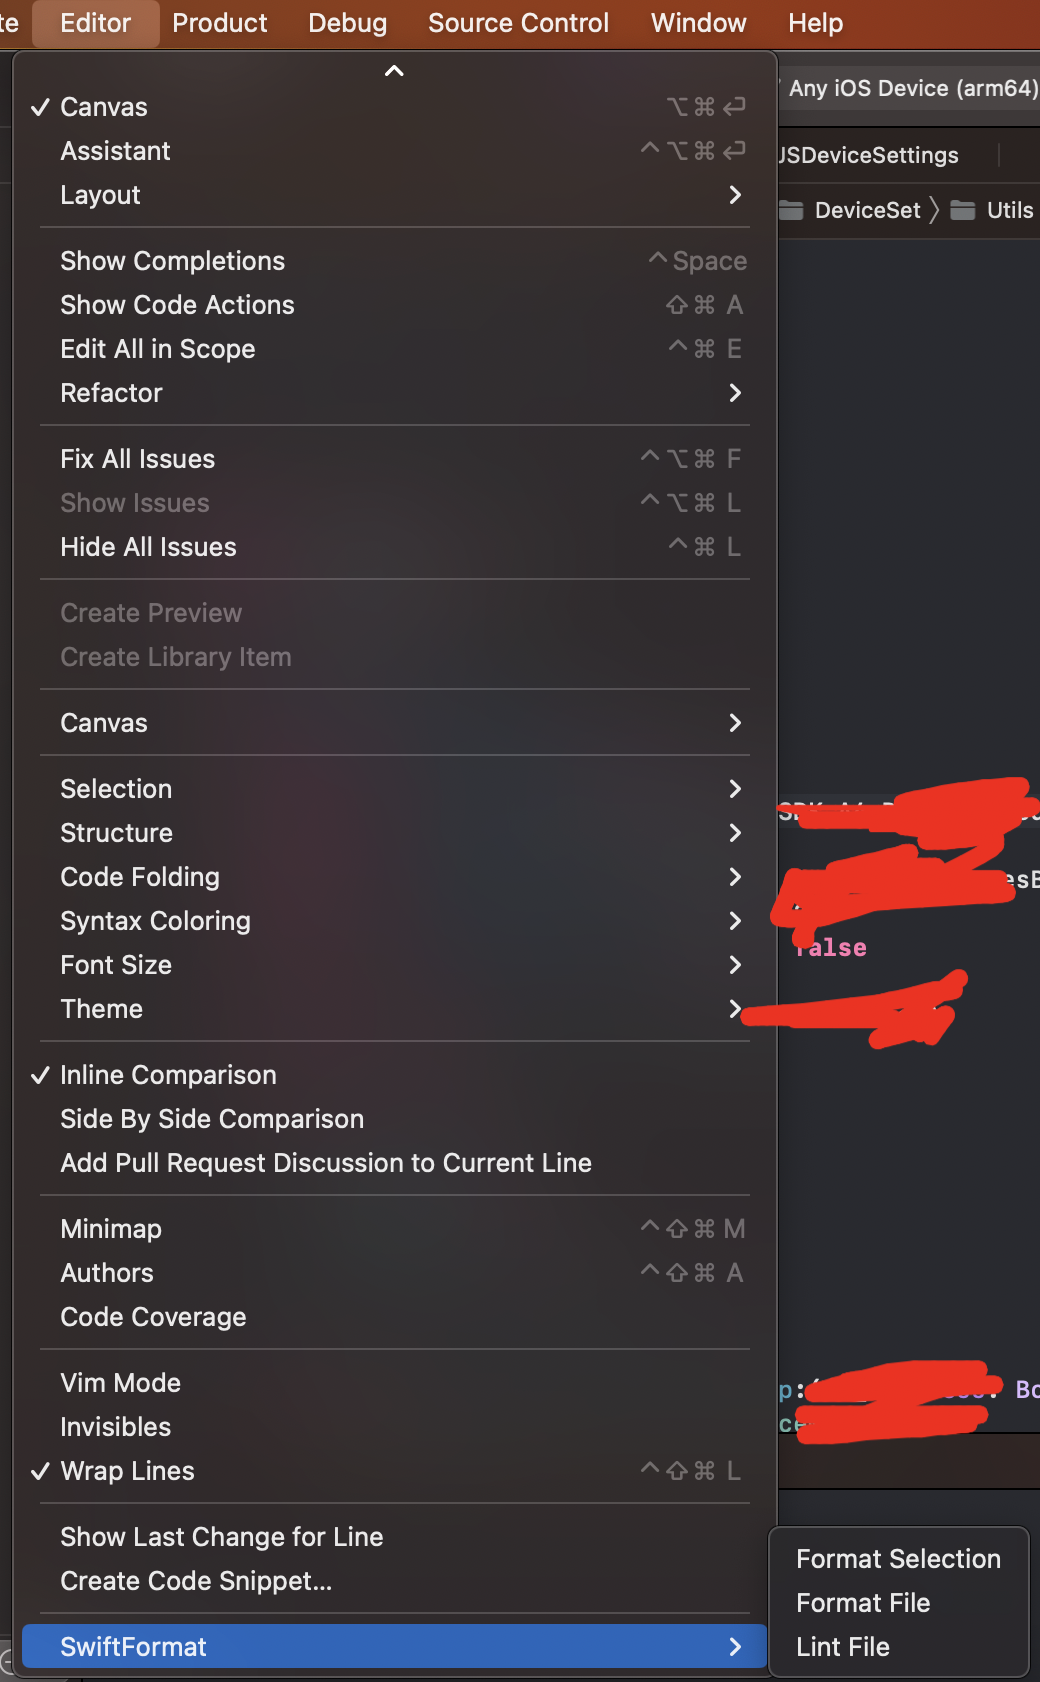 te Editor Product Debug Source Control Window Help
Any iOS Device (arm64)
Canvas ⌥⌘↩
Assistant ^⌥⌘↩
JSDeviceSettings
Layout
DeviceSet Utils
Show Completions ^Space
Show Code Actions ⇧⌘A
Edit All in Scope ^⌘E
Refactor
Fix All Issues ^⌥⌘F
Show Issues ^⌥⌘L
Hide All Issues ^⌘L
Create Preview
Create Library Item
Canvas
Selection
Structure
Code Folding
esB
Syntax Coloring
false
Font Size
Theme
Inline Comparison
Side By Side Comparison
Add Pull Request Discussion to Current Line
Minimap ^⇧⌘M
Authors ^⇧⌘A
Code Coverage
Vim Mode
p: : Bo
Invisibles
ce
Wrap Lines ^⇧⌘L
Show Last Change for Line
Create Code Snippet...
SwiftFormat
Format Selection
Format File
Lint File